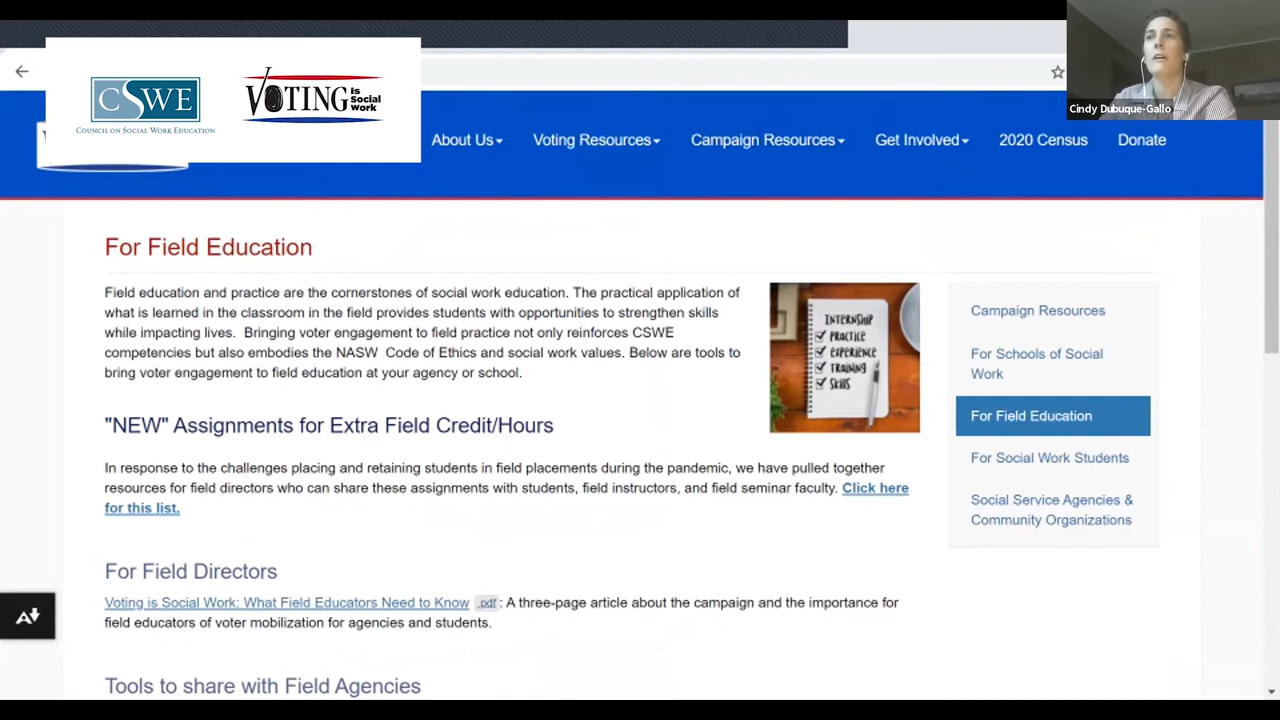 CSWE
COUNCIL ON SOCIAL WORK EDUCATION
VOTING is Social Work
Cindy Dubuque-Gallo
About Us
Voting Resources
Campaign Resources
Get Involved
2020 Census
Donate
For Field Education
Field education and practice are the cornerstones of social work education. The practical application of
what is learned in the classroom in the field provides students with opportunities to strengthen skills
while impacting lives. Bringing voter engagement to field practice not only reinforces CSWE
competencies but also embodies the NASW Code of Ethics and social work values. Below are tools to
bring voter engagement to field education at your agency or school.
INTERNSHIP
PRACTICE
EXPERIENCE
TRAINING
SKILLS
Campaign Resources
For Schools of Social
Work
For Field Education
For Social Work Students
Social Service Agencies &
Community Organizations
"NEW" Assignments for Extra Field Credit/Hours
In response to the challenges placing and retaining students in field placements during the pandemic, we have pulled together
resources for field directors who can share these assignments with students, field instructors, and field seminar faculty. Click here
for this list.
For Field Directors
Voting is Social Work: What Field Educators Need to Know .pdf : A three-page article about the campaign and the importance for
field educators of voter mobilization for agencies and students.
Tools to share with Field Agencies